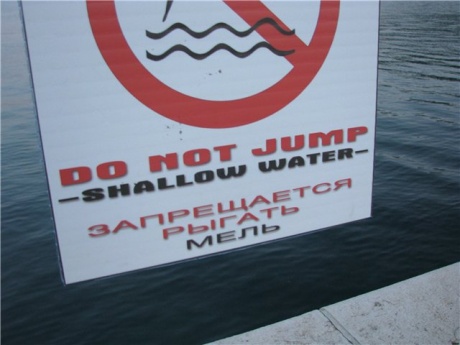 DO NOT JUMP
-SHALLOW WATER-
ЗАПРЕЩАЕТСЯ
РЫГАТЬ
МЕЛЬ